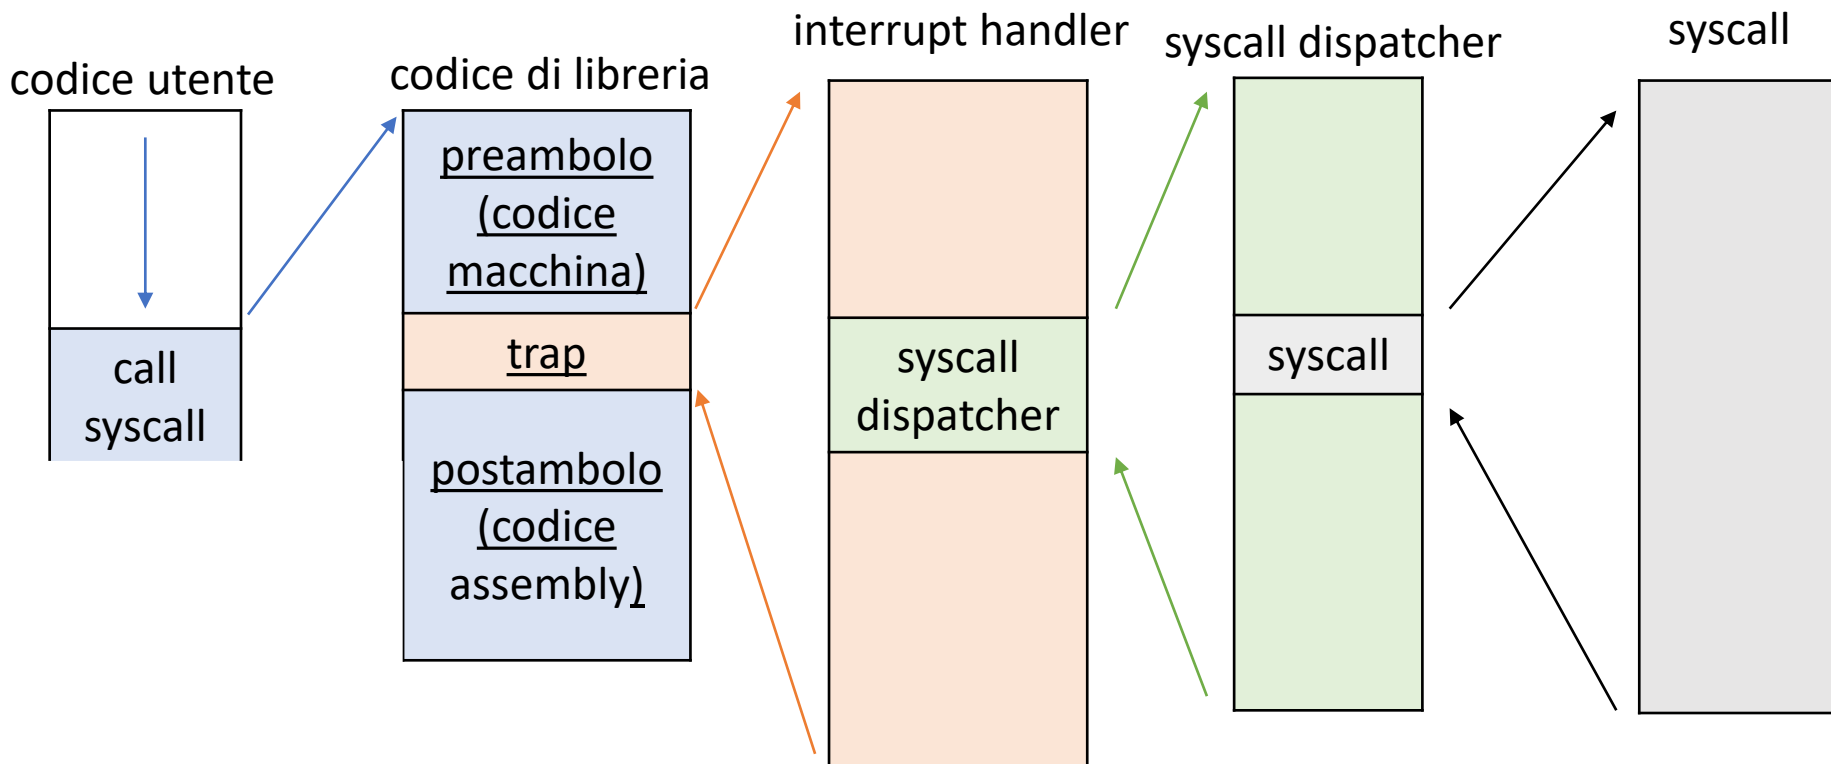 codice utente
call
syscall
codice di libreria
preambolo
(codice
macchina)
trap
postambolo
(codice
assembly)
interrupt handler
syscall
dispatcher
syscall dispatcher
syscall
syscall